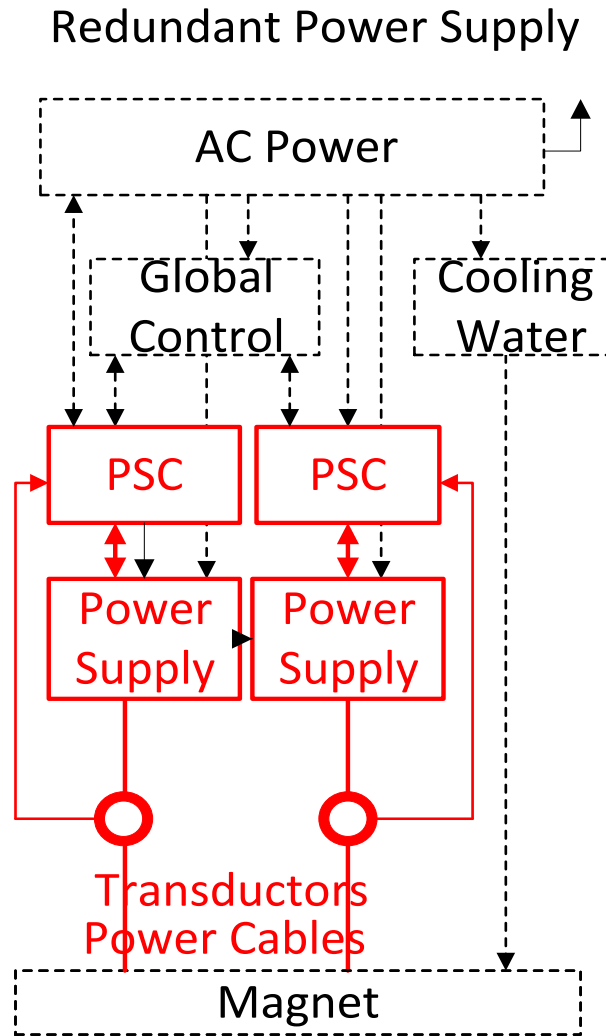 Redundant Power Supply
AC Power
Global
Control
Cooling
Water
PSC
PSC
Power
Supply
Power
Supply
Transductors
Power Cables
Magnet